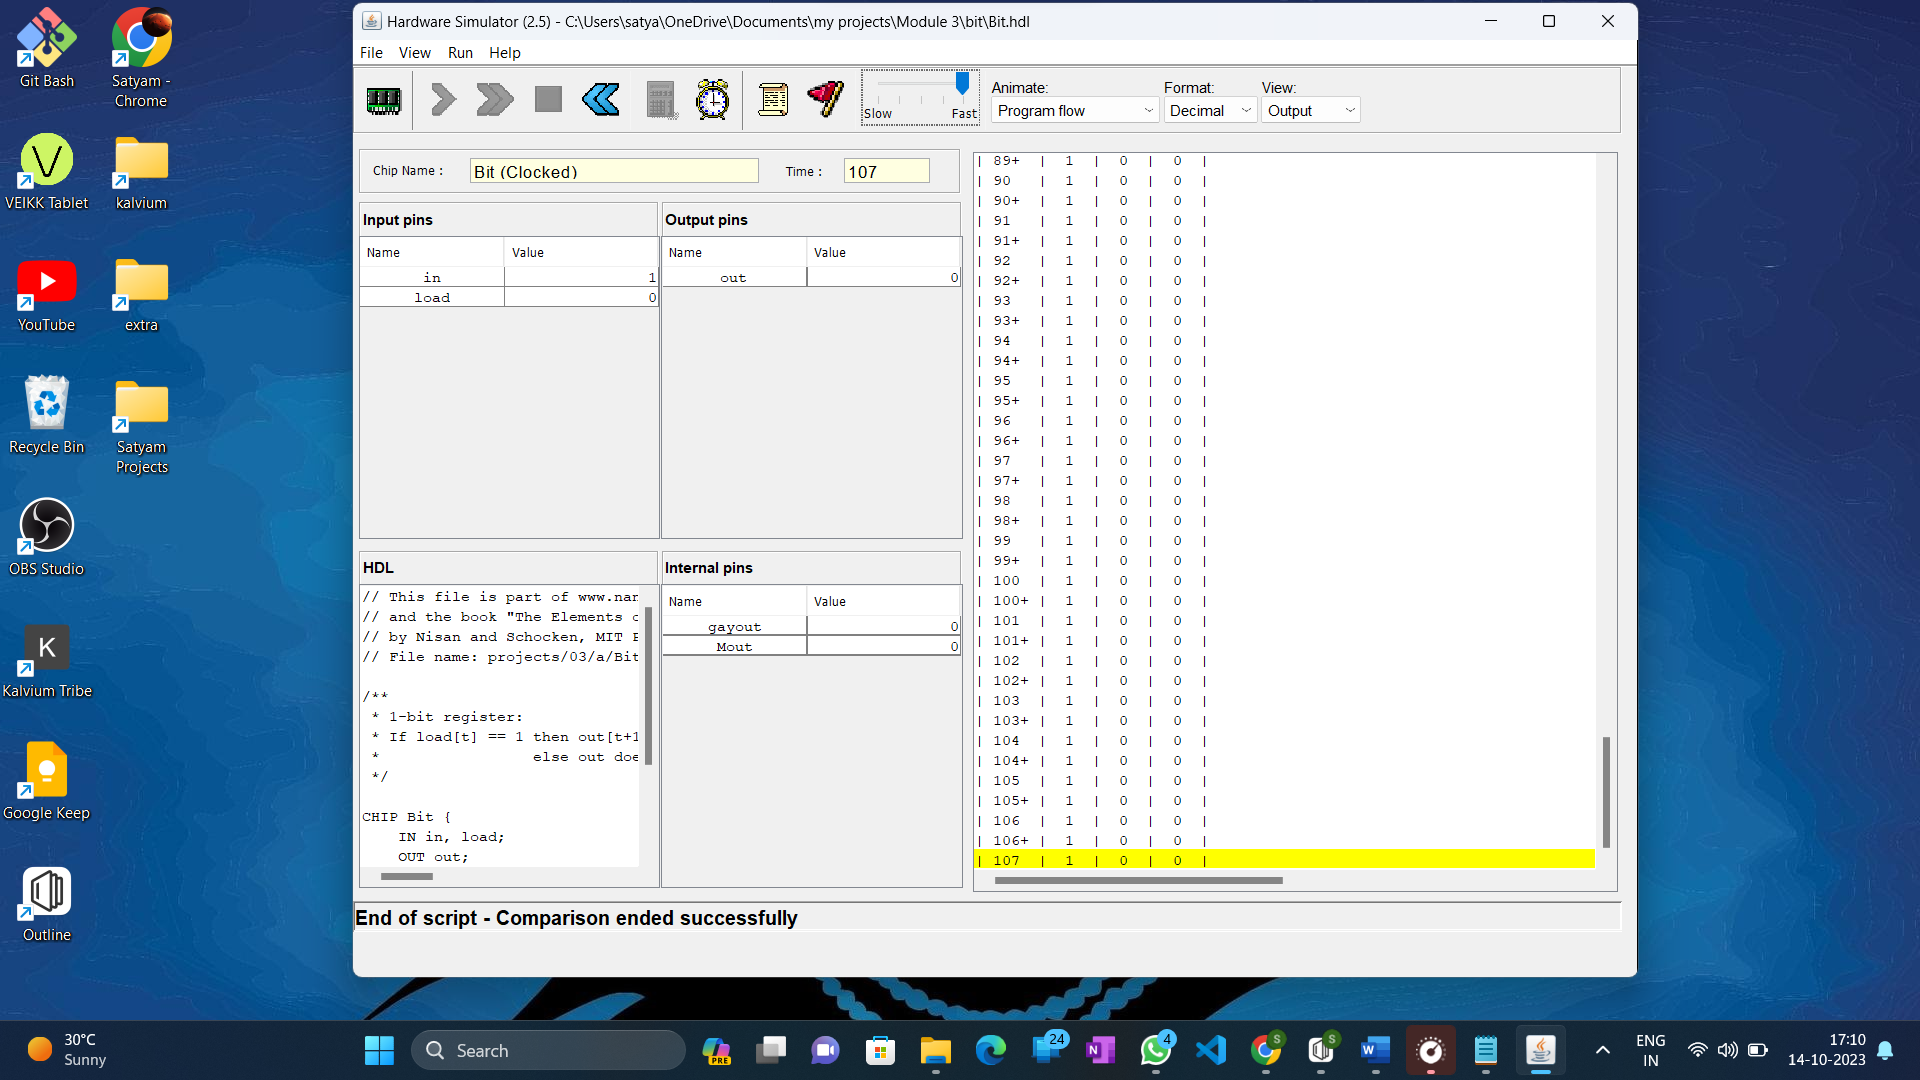 Git Bash
Satyam -
Chrome
VEIKK Tablet
kalvium
YouTube
extra
Recycle Bin
Satyam
Projects
OBS Studio
K
Kalvium Tribe
Google Keep
Outline
Hardware Simulator (2.5) - C:\Users\satya\OneDrive\Documents\my projects\Module 3\bit\Bit.hdl
File View Run Help
Slow Fast
Animate: Format: View:
Program flow Decimal Output
Chip Name : Bit (Clocked) Time : 107
Input pins
Name Value
in 1
load 0
Output pins
Name Value
out 0
HDL
// This file is part of www.nan
// and the book "The Elements o
// by Nisan and Schocken, MIT P
// File name: projects/03/a/Bit
/**
* 1-bit register:
* If load[t] == 1 then out[t+1
* else out doe
*/
CHIP Bit {
IN in, load;
OUT out;
Internal pins
Name Value
gayout 0
Mout 0
| 89+ | 1 | 0 | 0 |
| 90 | 1 | 0 | 0 |
| 90+ | 1 | 0 | 0 |
| 91 | 1 | 0 | 0 |
| 91+ | 1 | 0 | 0 |
| 92 | 1 | 0 | 0 |
| 92+ | 1 | 0 | 0 |
| 93 | 1 | 0 | 0 |
| 93+ | 1 | 0 | 0 |
| 94 | 1 | 0 | 0 |
| 94+ | 1 | 0 | 0 |
| 95 | 1 | 0 | 0 |
| 95+ | 1 | 0 | 0 |
| 96 | 1 | 0 | 0 |
| 96+ | 1 | 0 | 0 |
| 97 | 1 | 0 | 0 |
| 97+ | 1 | 0 | 0 |
| 98 | 1 | 0 | 0 |
| 98+ | 1 | 0 | 0 |
| 99 | 1 | 0 | 0 |
| 99+ | 1 | 0 | 0 |
| 100 | 1 | 0 | 0 |
| 100+ | 1 | 0 | 0 |
| 101 | 1 | 0 | 0 |
| 101+ | 1 | 0 | 0 |
| 102 | 1 | 0 | 0 |
| 102+ | 1 | 0 | 0 |
| 103 | 1 | 0 | 0 |
| 103+ | 1 | 0 | 0 |
| 104 | 1 | 0 | 0 |
| 104+ | 1 | 0 | 0 |
| 105 | 1 | 0 | 0 |
| 105+ | 1 | 0 | 0 |
| 106 | 1 | 0 | 0 |
| 106+ | 1 | 0 | 0 |
| 107 | 1 | 0 | 0 |
End of script - Comparison ended successfully
30°C
Sunny
Search
PRE
24
4
S
S
ENG
IN
17:10
14-10-2023